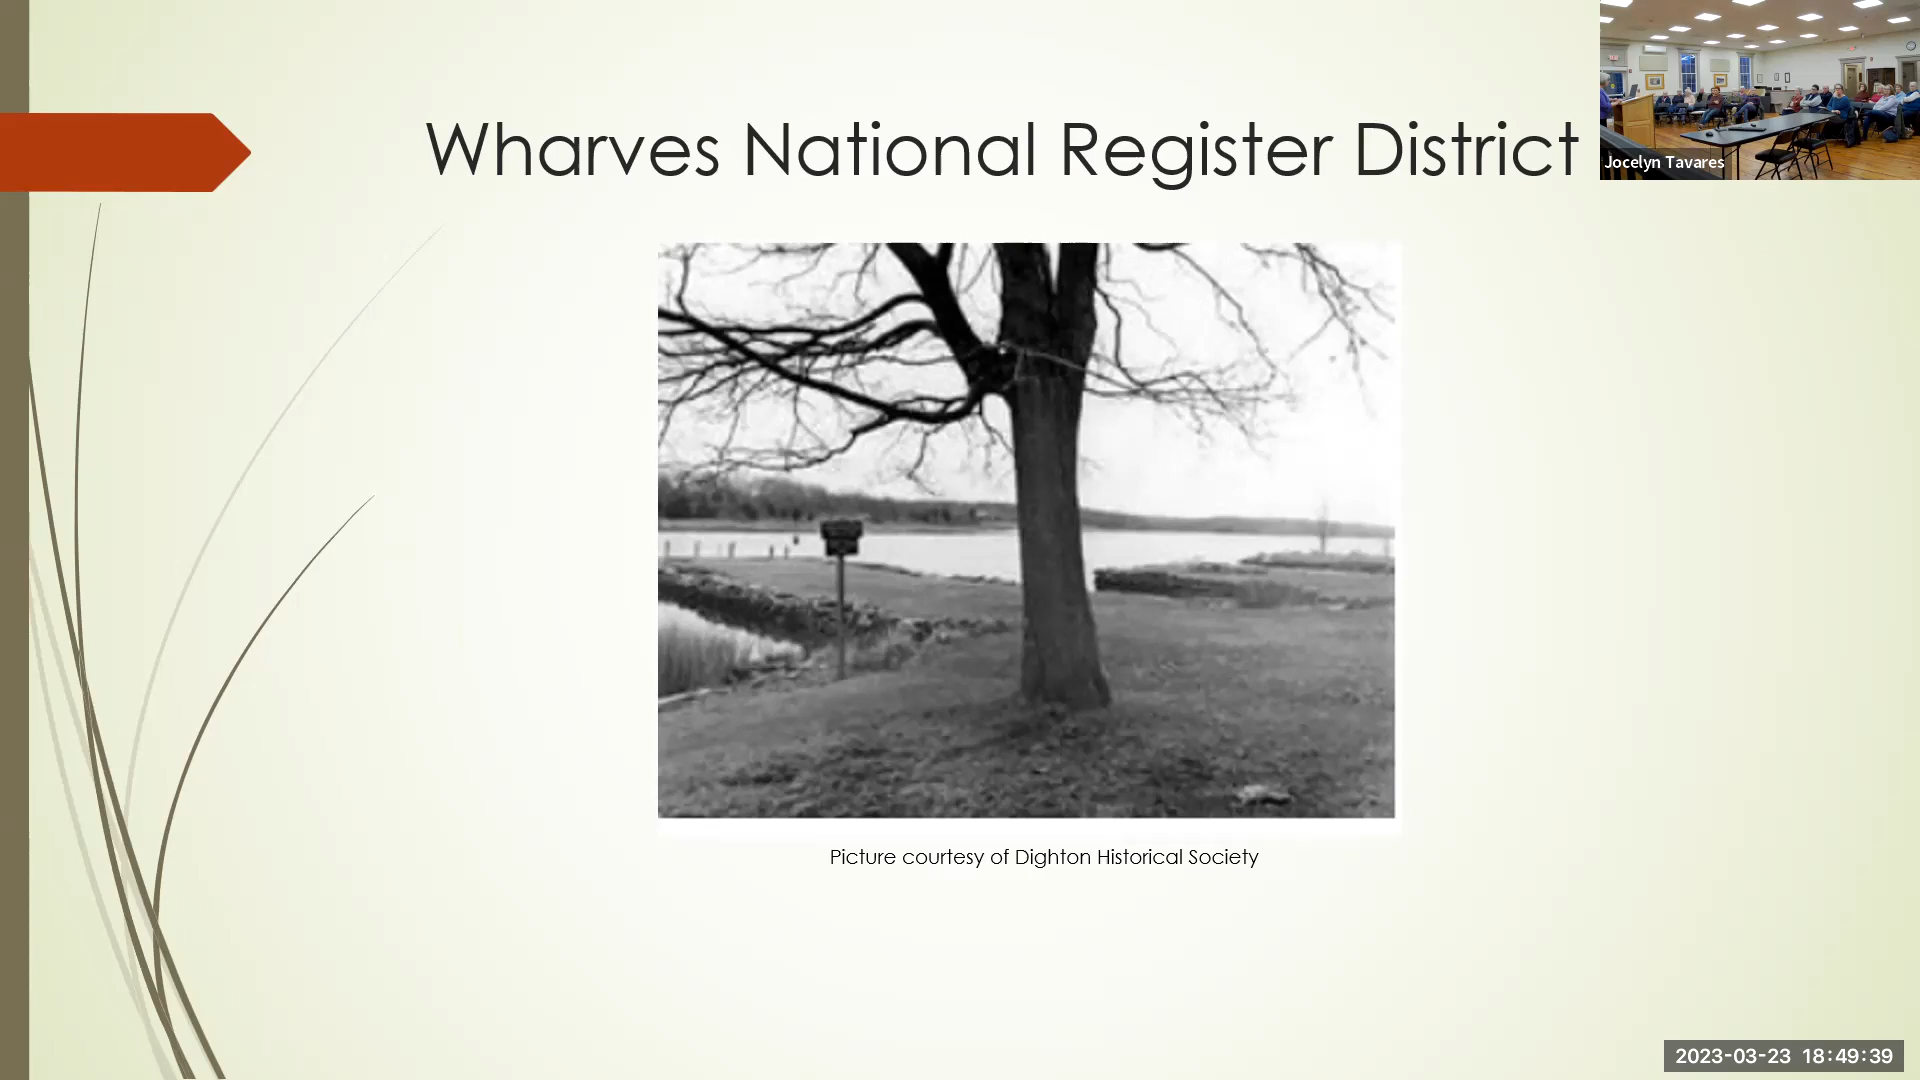 Wharves National Register District
Jocelyn Tavares
Picture courtesy of Dighton Historical Society
2023-03-23 18:49:39